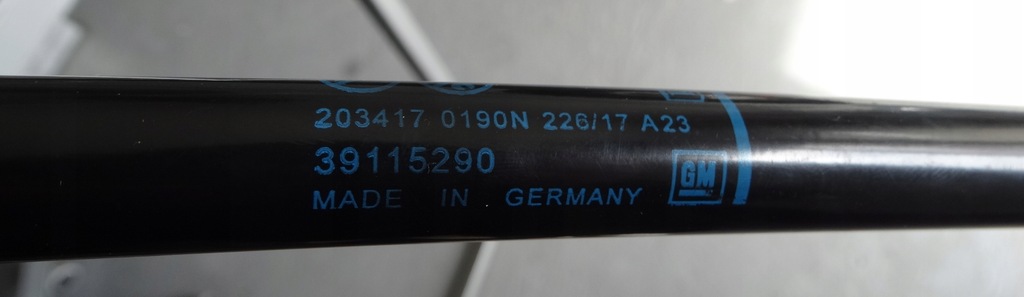 203417 0190N 226/17 A23
39115290
MADE IN GERMANY
GM